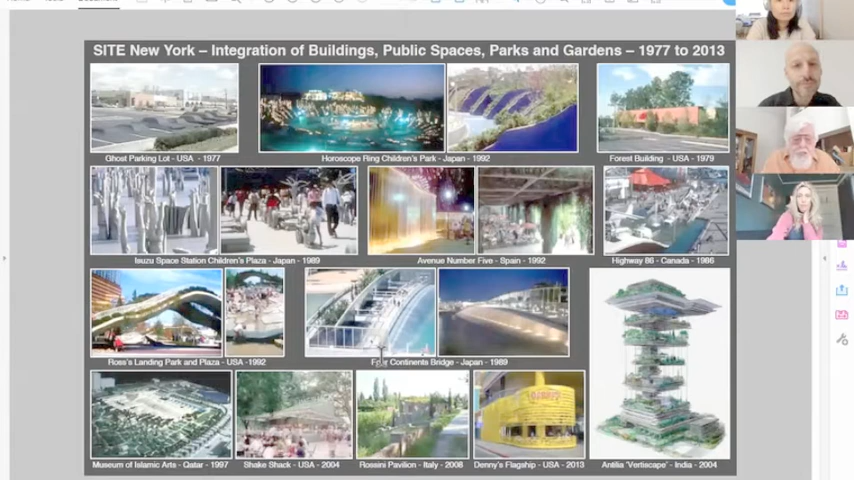 SITE New York – Integration of Buildings, Public Spaces, Parks and Gardens – 1977 to 2013
Ghost Parking Lot - USA - 1977
Horoscope Ring Children's Park - Japan - 1992
Forest Building - USA - 1979
Isuzu Space Station Children's Plaza - Japan - 1989
Avenue Number Five - Spain - 1992
Highway 86 - Canada - 1986
Ross's Landing Park and Plaza - USA -1992
Four Continents Bridge - Japan - 1989
Museum of Islamic Arts - Qatar - 1997
Shake Shack - USA - 2004
Rossini Pavilion - Italy - 2008
Denny's Flagship - USA - 2013
Antilia 'Vertiscape' - India - 2004